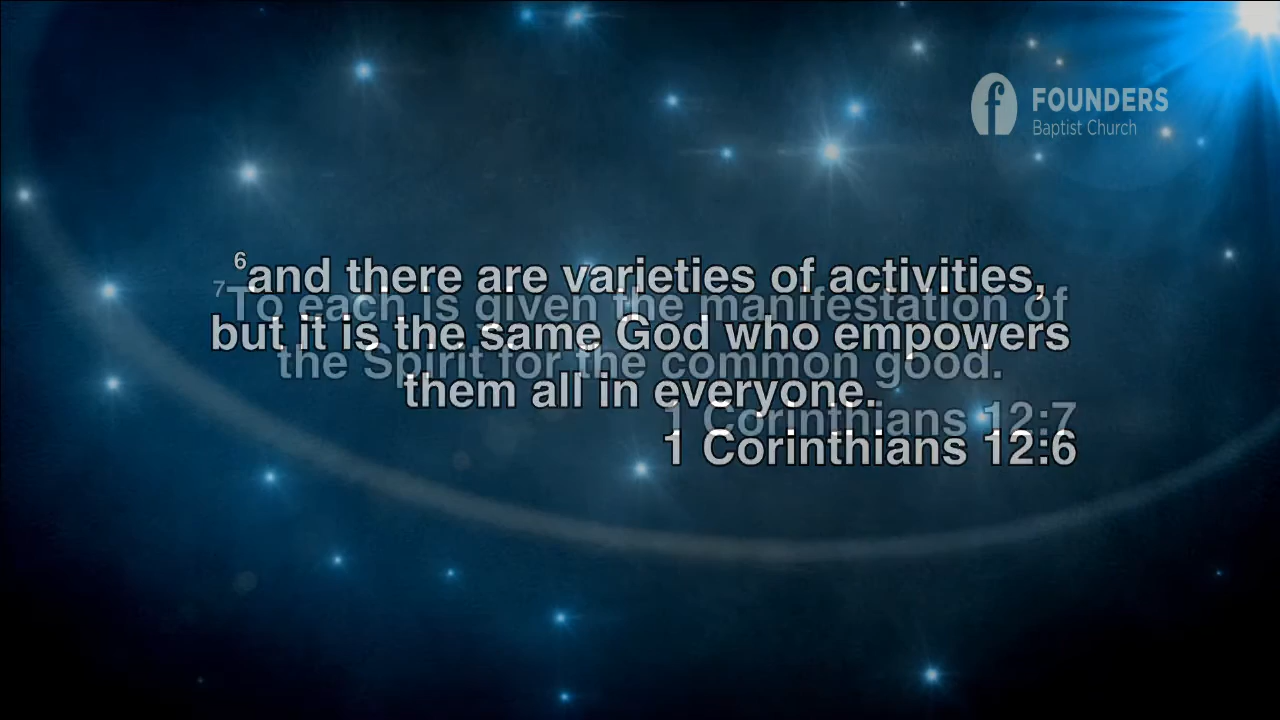 FOUNDERS
Baptist Church
⁶and there are varieties of activities,
but it is the same God who empowers
them all in everyone.
1 Corinthians 12:6
⁷To each is given the manifestation of
the Spirit for the common good.
1 Corinthians 12:7